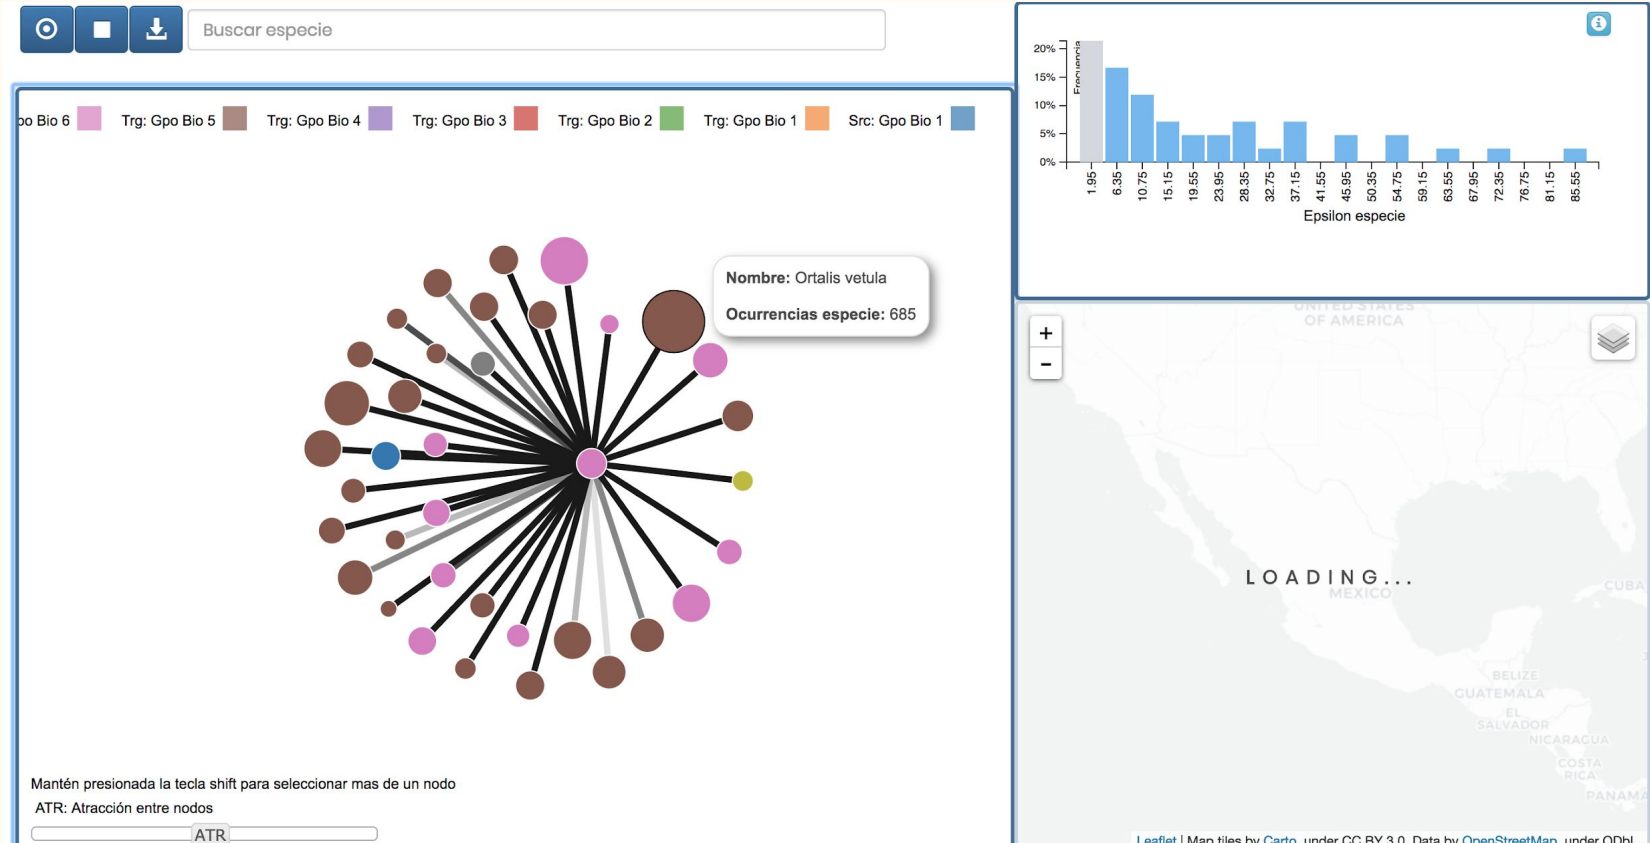 Buscar especie
po Bio 6 Trg: Gpo Bio 5 Trg: Gpo Bio 4 Trg: Gpo Bio 3 Trg: Gpo Bio 2 Trg: Gpo Bio 1 Src: Gpo Bio 1
Nombre: Ortalis vetula
Ocurrencias especie: 685
Mantén presionada la tecla shift para seleccionar mas de un nodo
ATR: Atracción entre nodos
ATR
Frecuencia
20%
15%
10%
5%
0%
1.95 6.35 10.75 15.15 19.55 23.95 28.35 32.75 37.15 41.55 45.95 50.35 54.75 59.15 63.55 67.95 72.35 76.75 81.15 85.55
Epsilon especie
i
+
-
UNITED STATES
OF AMERICA
LOADING...
MEXICO
CUBA
BELIZE
GUATEMALA
EL
SALVADOR
NICARAGUA
COSTA
RICA
PANAMA
Leaflet | Map tiles by Carto, under CC BY 3.0. Data by OpenStreetMap, under ODbL